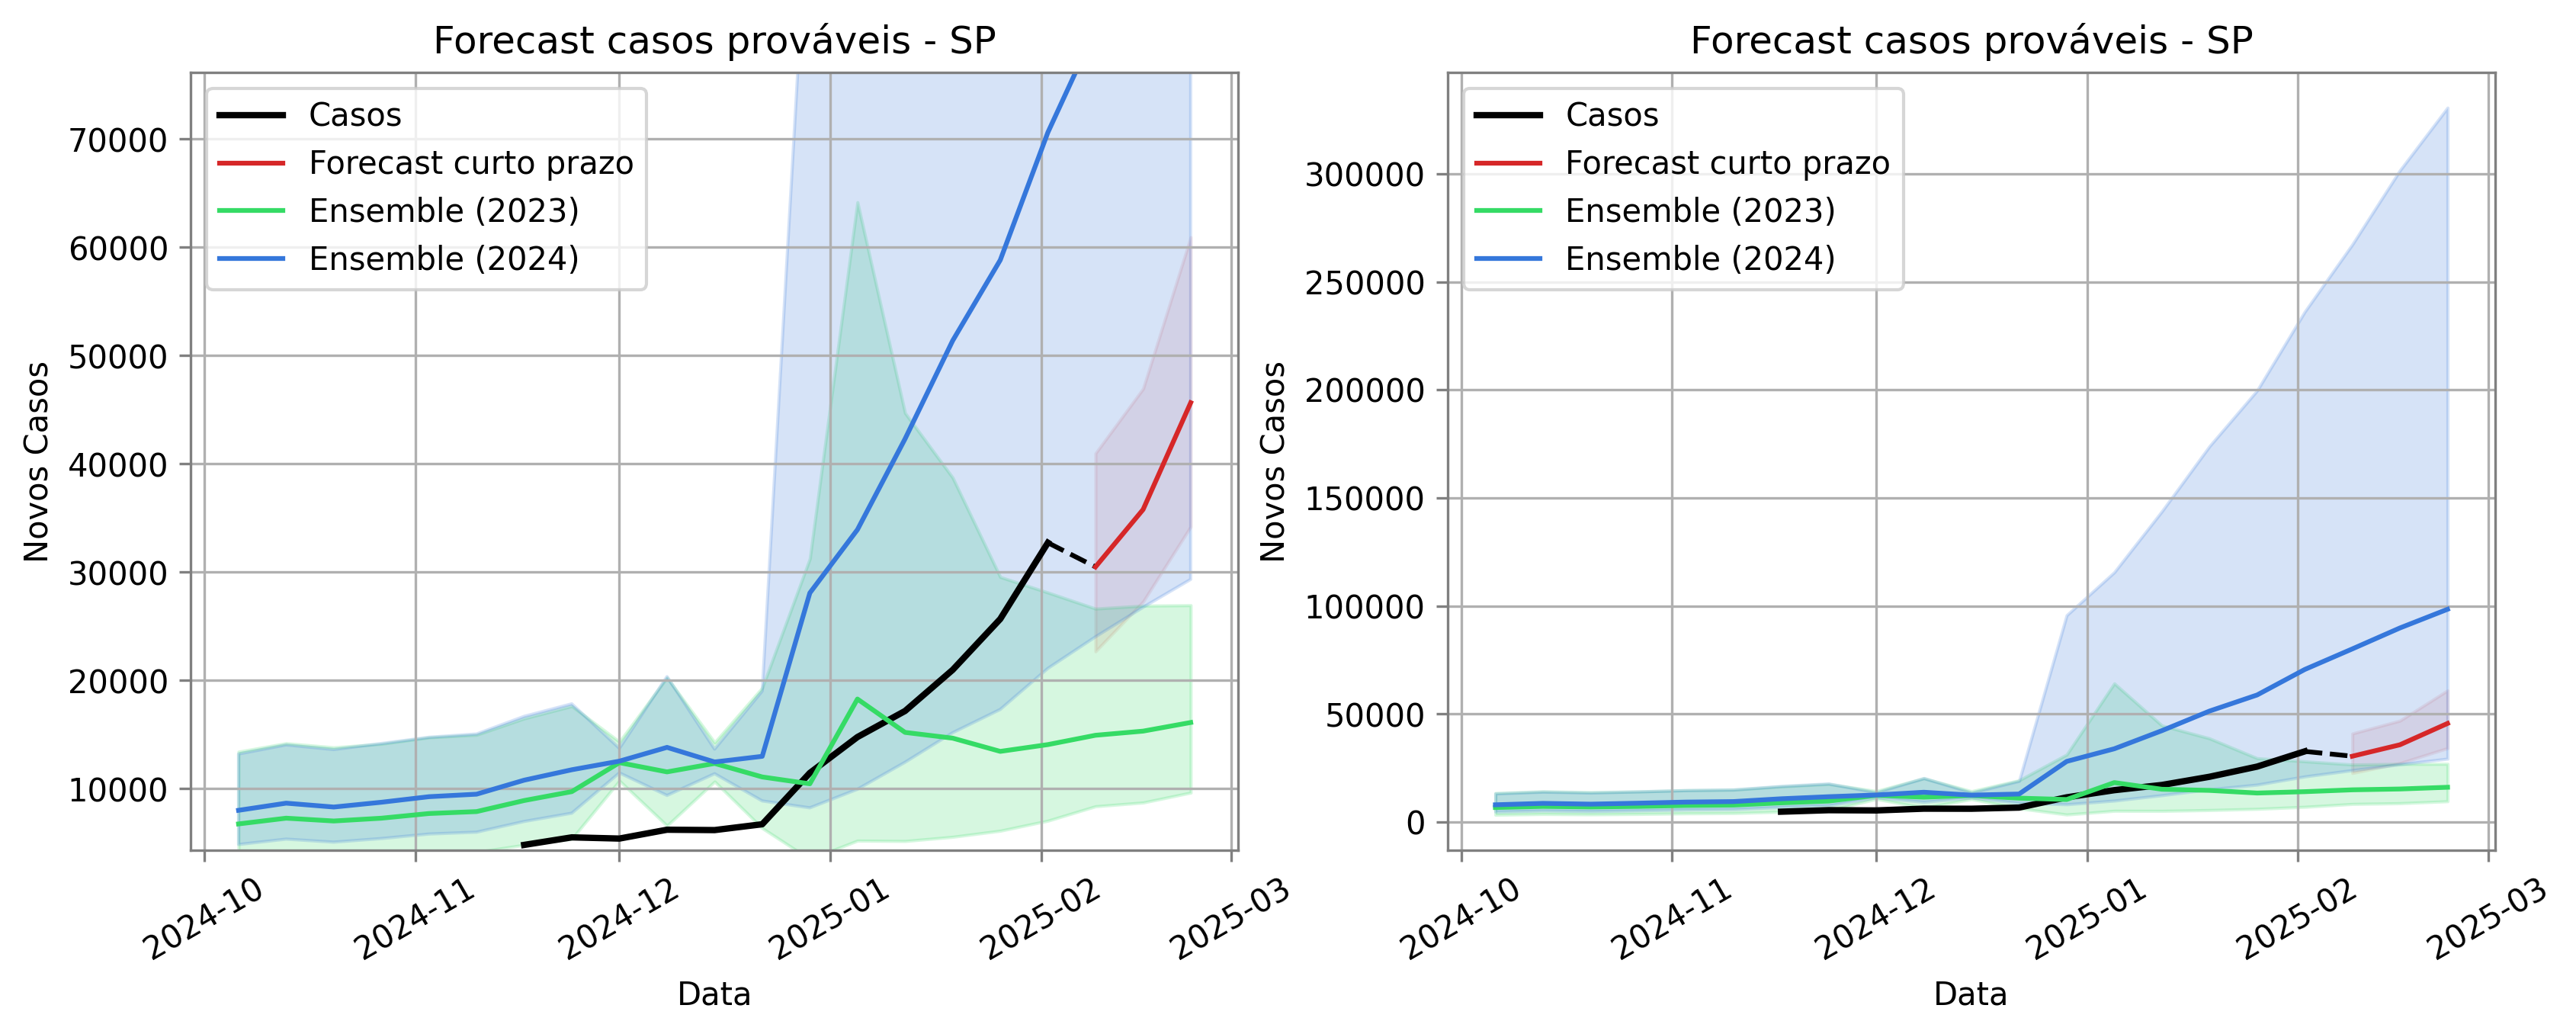 Forecast casos prováveis - SP
Casos
Forecast curto prazo
Ensemble (2023)
Ensemble (2024)
70000
60000
50000
40000
30000
20000
10000
Novos Casos
2024-10
2024-11
2024-12
2025-01
2025-02
2025-03
Data
Forecast casos prováveis - SP
Casos
Forecast curto prazo
Ensemble (2023)
Ensemble (2024)
300000
250000
200000
150000
100000
50000
0
Novos Casos
2024-10
2024-11
2024-12
2025-01
2025-02
2025-03
Data